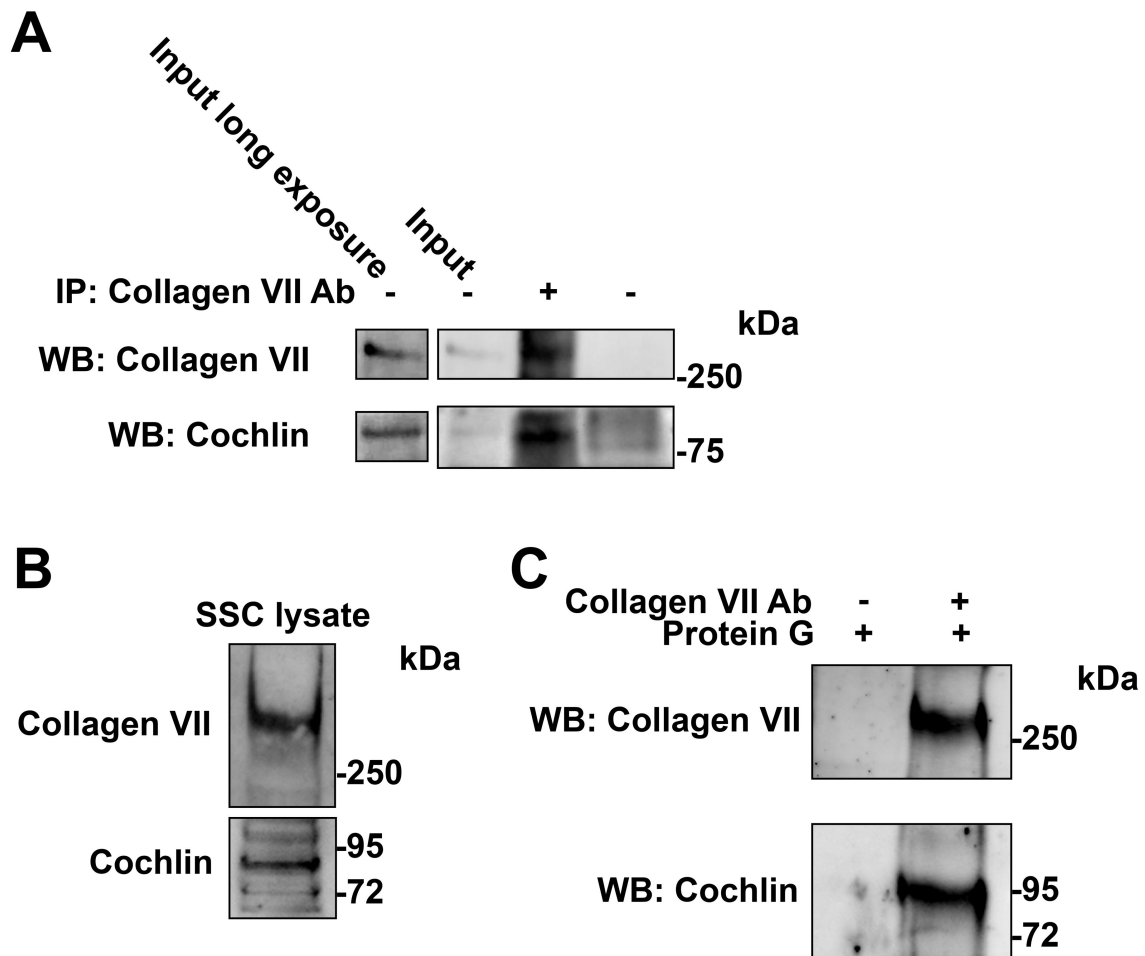 A
Input long exposure
Input
IP: Collagen VII Ab - - + -
kDa
WB: Collagen VII
-250
WB: Cochlin
-75
B
SSC lysate
kDa
Collagen VII
-250
Cochlin
-95
-72
C
Collagen VII Ab - +
Protein G + +
kDa
WB: Collagen VII
-250
WB: Cochlin
-95
-72